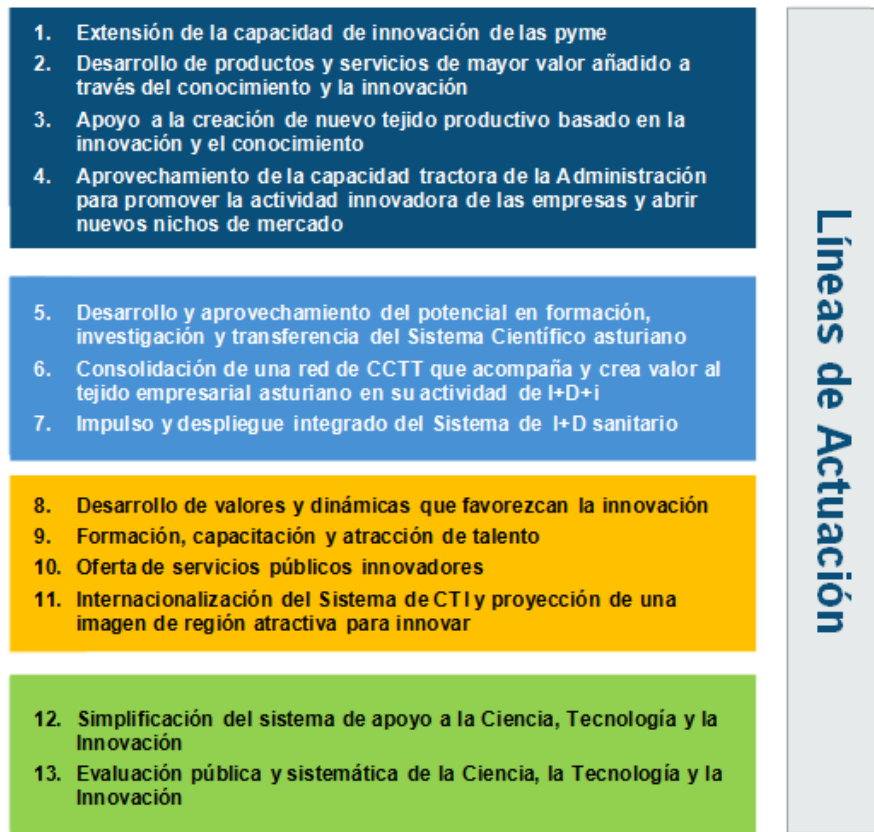 1. Extensión de la capacidad de innovación de las pyme
2. Desarrollo de productos y servicios de mayor valor añadido a
través del conocimiento y la innovación
3. Apoyo a la creación de nuevo tejido productivo basado en la
innovación y el conocimiento
4. Aprovechamiento de la capacidad tractora de la Administración
para promover la actividad innovadora de las empresas y abrir
nuevos nichos de mercado
5. Desarrollo y aprovechamiento del potencial en formación,
investigación y transferencia del Sistema Científico asturiano
6. Consolidación de una red de CCTT que acompaña y crea valor al
tejido empresarial asturiano en su actividad de I+D+i
7. Impulso y despliegue integrado del Sistema de I+D sanitario
8. Desarrollo de valores y dinámicas que favorezcan la innovación
9. Formación, capacitación y atracción de talento
10. Oferta de servicios públicos innovadores
11. Internacionalización del Sistema de CTI y proyección de una
imagen de región atractiva para innovar
12. Simplificación del sistema de apoyo a la Ciencia, Tecnología y la
Innovación
13. Evaluación pública y sistemática de la Ciencia, la Tecnología y la
Innovación
Líneas de Actuación